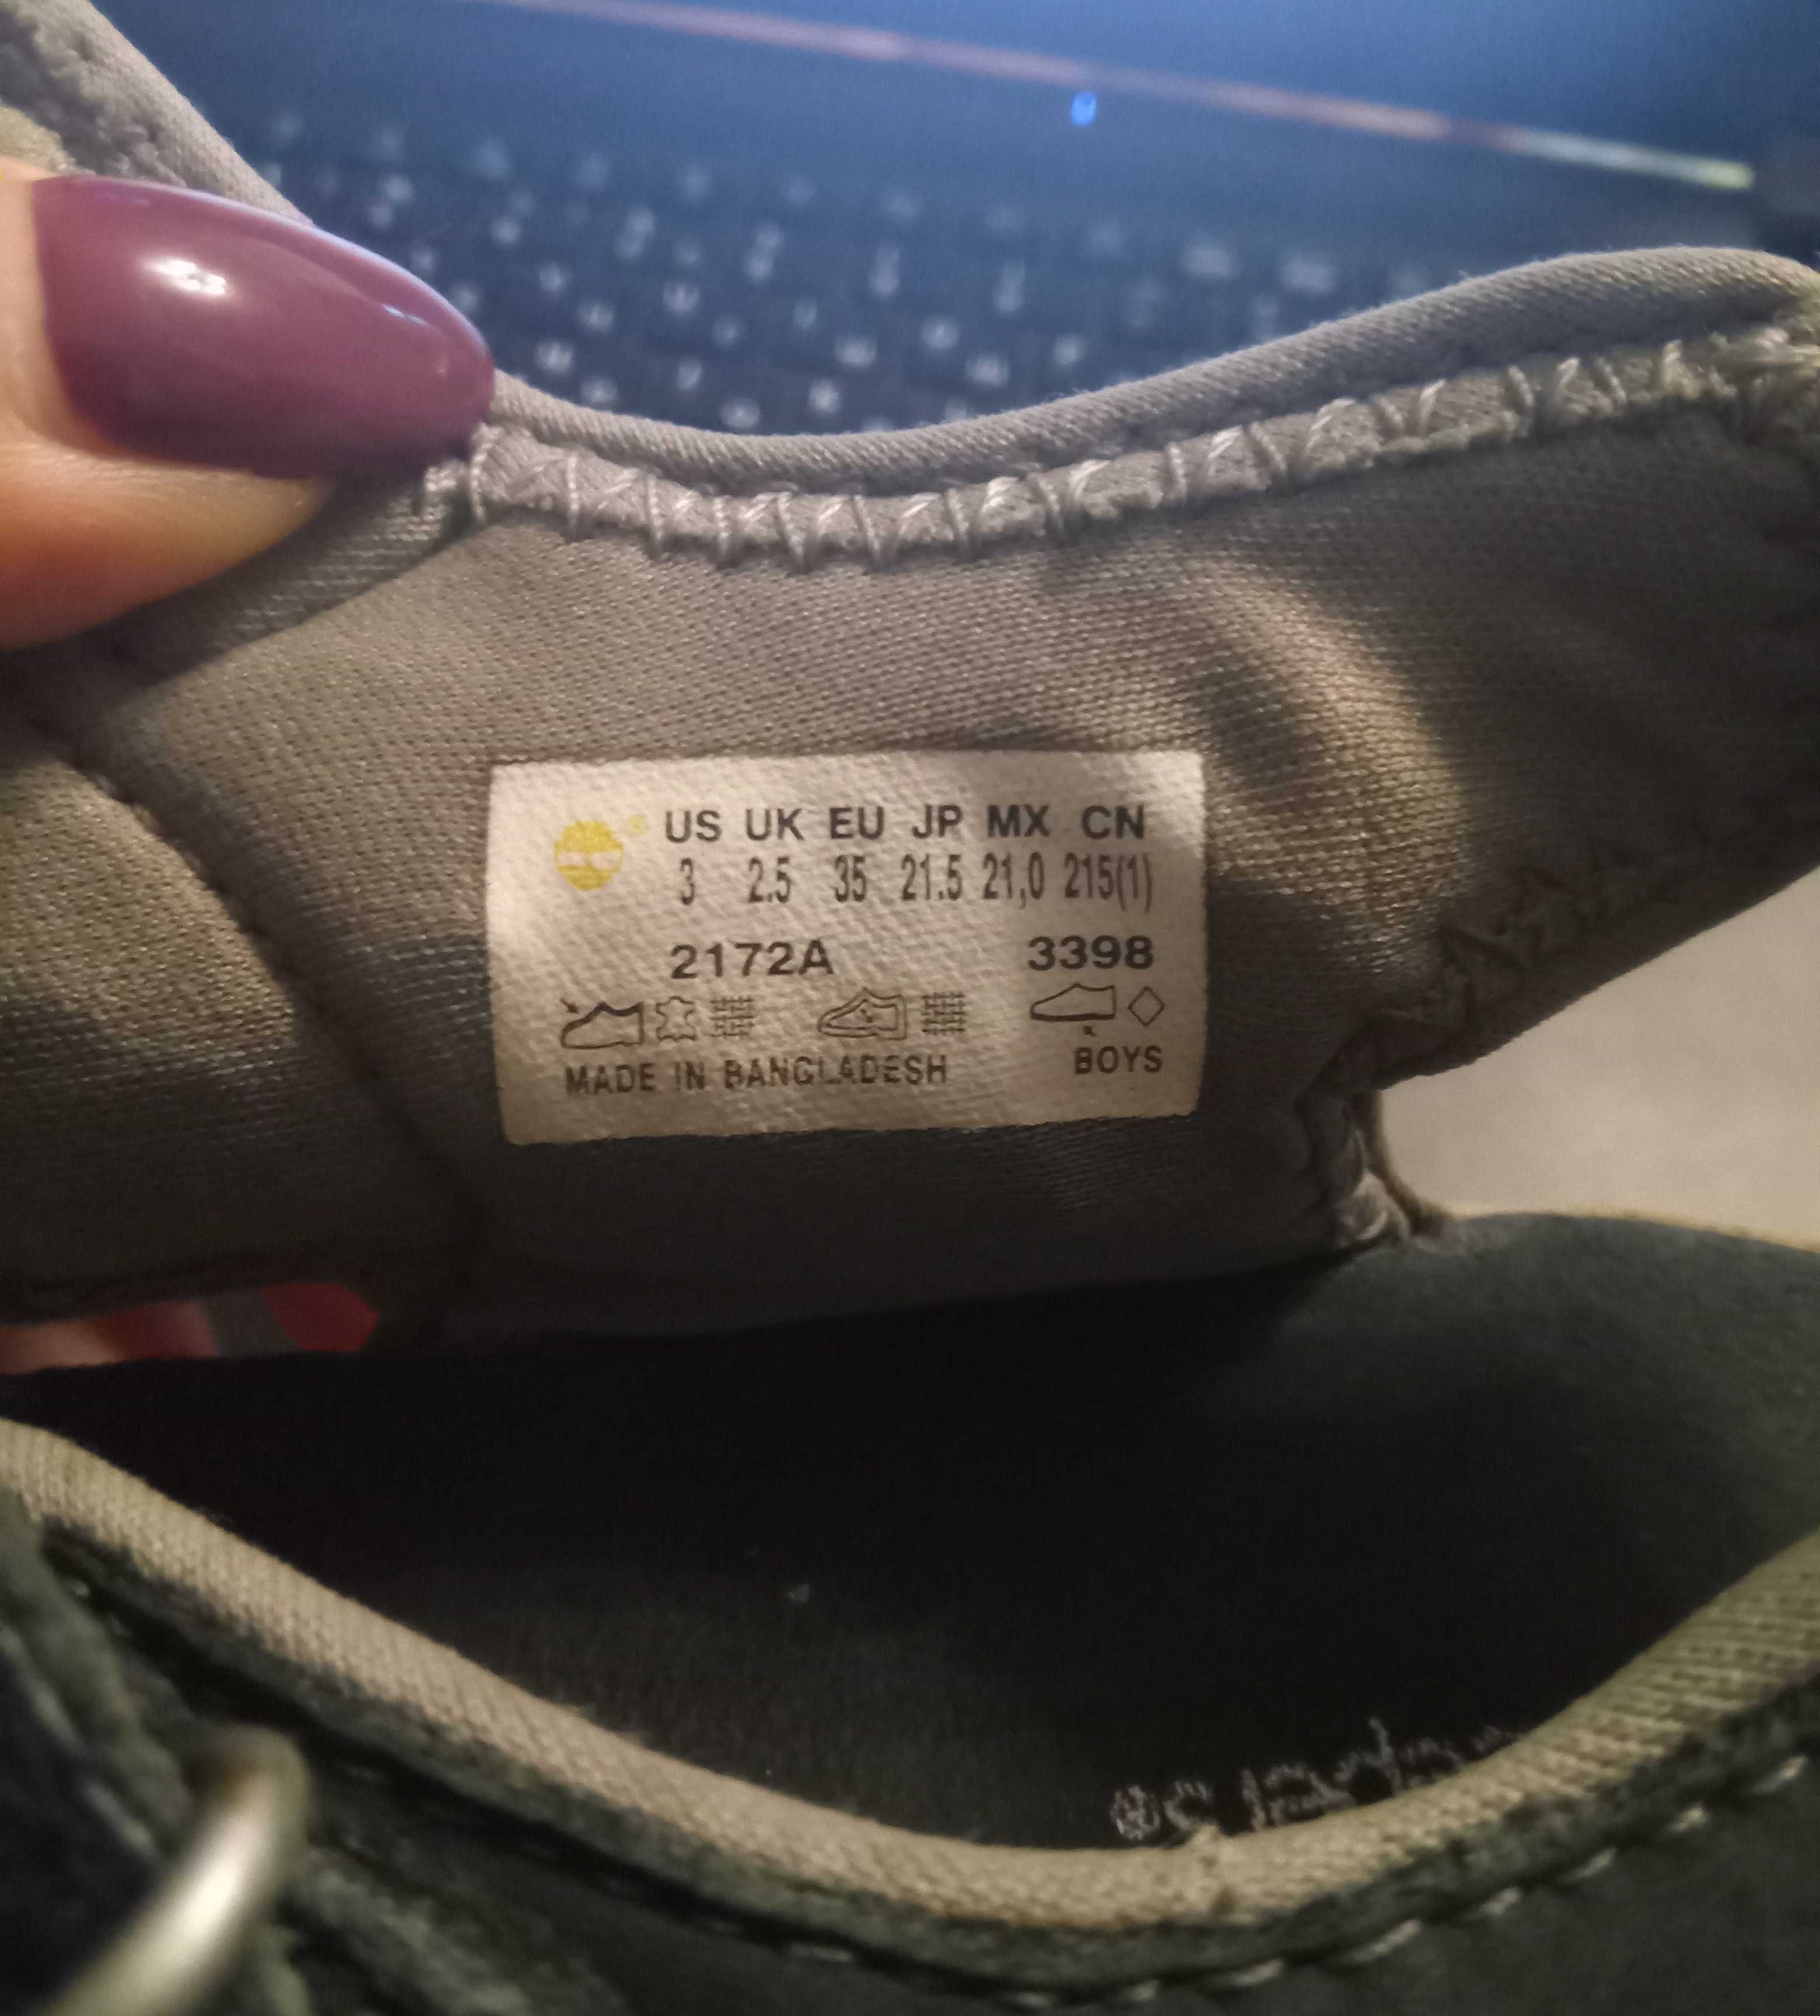 US UK EU JP MX CN
3 2.5 35 21.5 21,0 215(1)
2172A 3398
MADE IN BANGLADESH BOYS